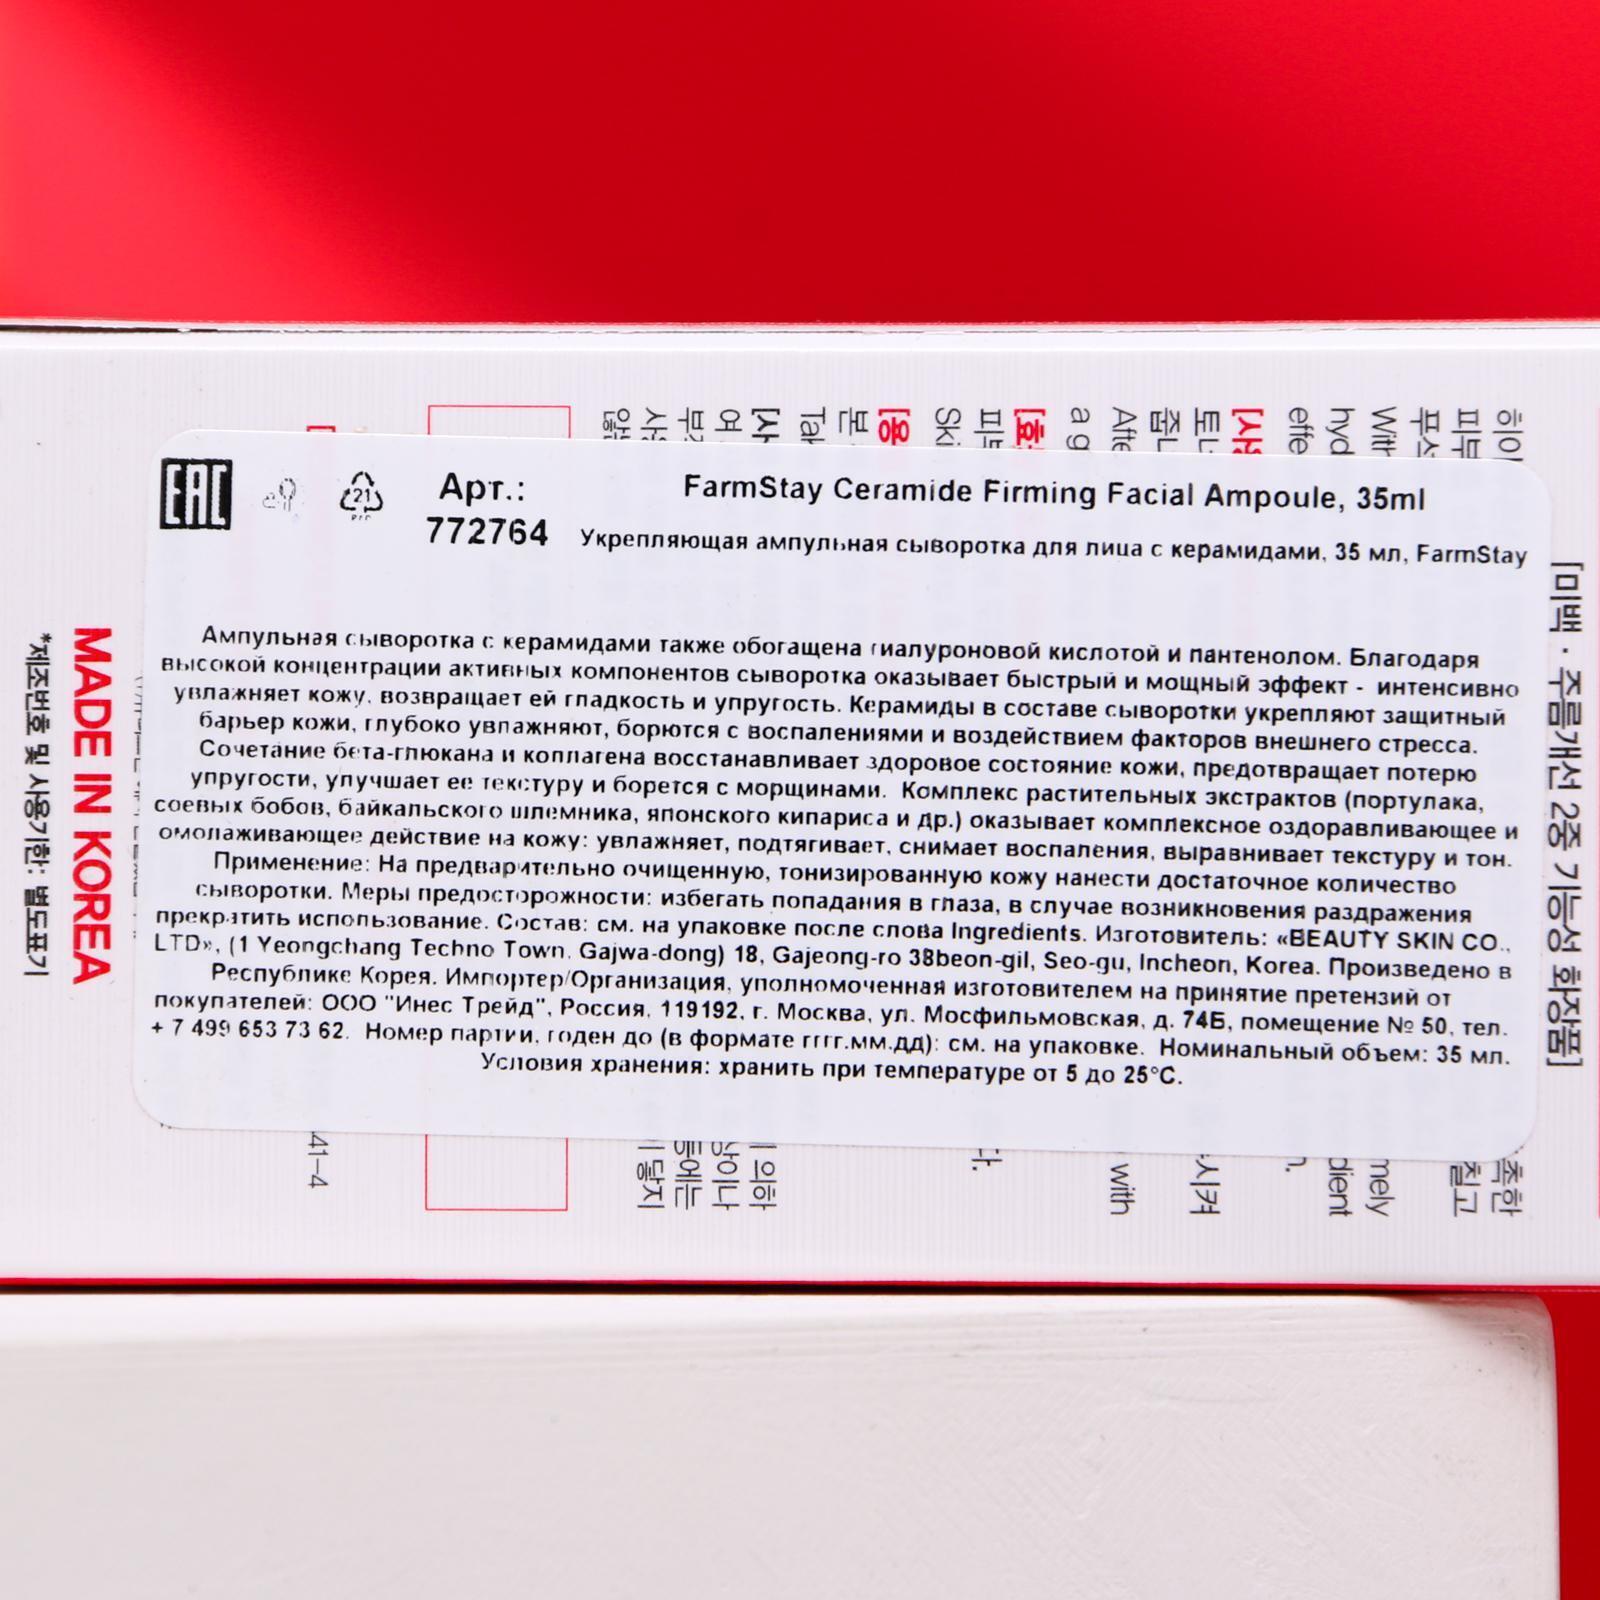 EAC
21
Арт.:
772764
FarmStay Ceramide Firming Facial Ampoule, 35ml
Укрепляющая ампульная сыворотка для лица с керамидами, 35 мл, FarmStay
Ампульная сыворотка с керамидами также обогащена гиалуроновой кислотой и пантенолом. Благодаря
высокой концентрации активных компонентов сыворотка оказывает быстрый и мощный эффект - интенсивно
увлажняет кожу, возвращает ей гладкость и упругость. Керамиды в составе сыворотки укрепляют защитный
барьер кожи, глубоко увлажняют, борются с воспалениями и воздействием факторов внешнего стресса.
Сочетание бета-глюкана и коллагена восстанавливает здоровое состояние кожи, предотвращает потерю
упругости, улучшает ее текстуру и борется с морщинами. Комплекс растительных экстрактов (портулака,
соевых бобов, байкальского шлемника, японского кипариса и др.) оказывает комплексное оздоравливающее и
омолаживающее действие на кожу: увлажняет, подтягивает, снимает воспаления, выравнивает текстуру и тон.
Применение: На предварительно очищенную, тонизированную кожу нанести достаточное количество
сыворотки. Меры предосторожности: избегать попадания в глаза, в случае возникновения раздражения
прекратить использование. Состав: см. на упаковке после слова Ingredients. Изготовитель: «BEAUTY SKIN CO.,
LTD», (1 Yeongchang Techno Town, Gajwa-dong) 18, Gajeong-ro 38beon-gil, Seo-gu, Incheon, Korea. Произведено в
Республике Корея. Импортер/Организация, уполномоченная изготовителем на принятие претензий от
покупателей: ООО "Инес Трейд", Россия, 119192, г. Москва, ул. Мосфильмовская, д. 74Б, помещение № 50, тел.
+ 7 499 653 73 62. Номер партии, годен до (в формате гггг.мм.дд): см. на упаковке. Номинальный объем: 35 мл.
Условия хранения: хранить при температуре от 5 до 25°C.
[미백 · 주름개선 2중 기능성 화장품]
MADE IN KOREA
*제조번호 및 사용기한: 별도표기
41-4
with